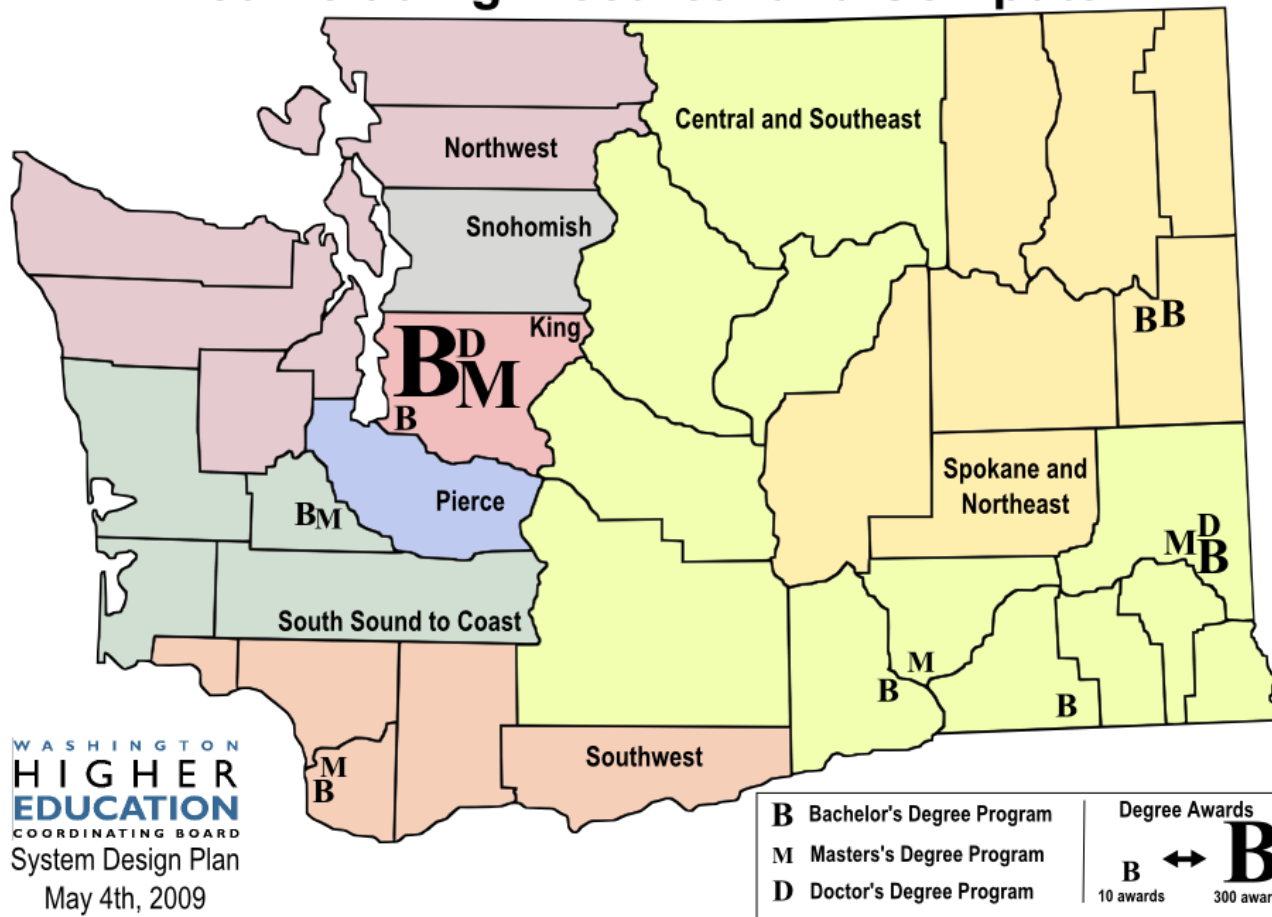 Central and Southeast
Northwest
Snohomish
King
B
D
M
B
B B
Spokane and
Northeast
Pierce
B M
M
D
B
South Sound to Coast
M
B
B
Southwest
M
B
WASHINGTON
HIGHER
EDUCATION
COORDINATING BOARD
System Design Plan
May 4th, 2009
B Bachelor's Degree Program
M Masters's Degree Program
D Doctor's Degree Program
Degree Awards
B B
10 awards 300 awar